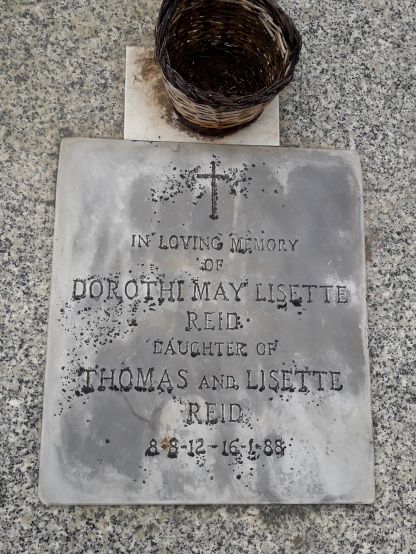 IN LOVING MEMORY
OF
DOROTHI MAY LISETTE
REID
DAUGHTER OF
THOMAS AND LISETTE
REID
8-8-12-16-1-88